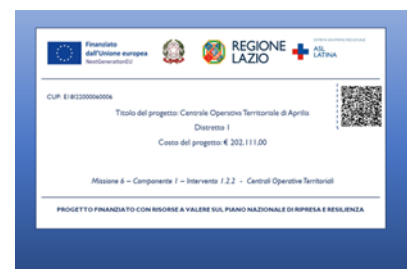 Finanziato
dall'Unione europea
NextGenerationEU
REGIONE
LAZIO
ASL
LATINA
Titolo del progetto: Centrale Operativa Territoriale di Aprilia
Distretto 1
Costo del progetto: € 202.111,00
Missione 6 – Componente 1 – Intervento 1.2.2 - Centrali Operative Territoriali
PROGETTO FINANZIATO CON RISORSE A VALERE SUL PIANO NAZIONALE DI RIPRESA E RESILIENZA